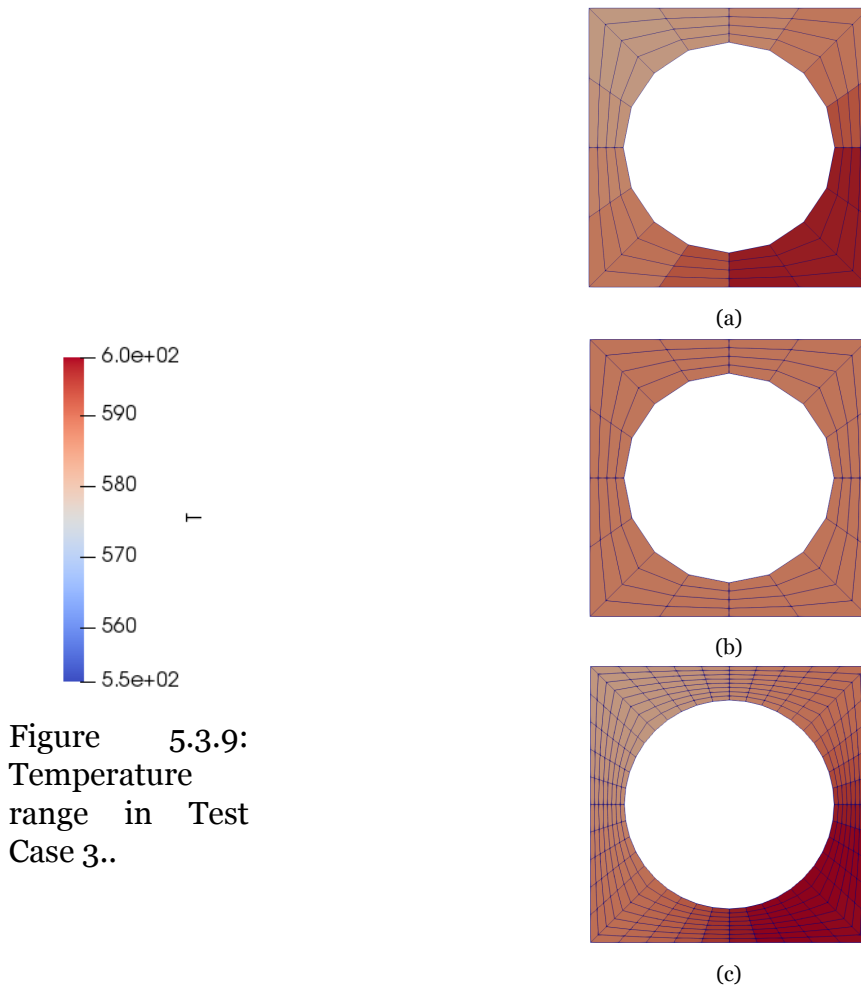 (a)
6.0e+02
590
580
T
570
560
5.5e+02
(b)
Figure 5.3.9:
Temperature
range in Test
Case 3..
(c)